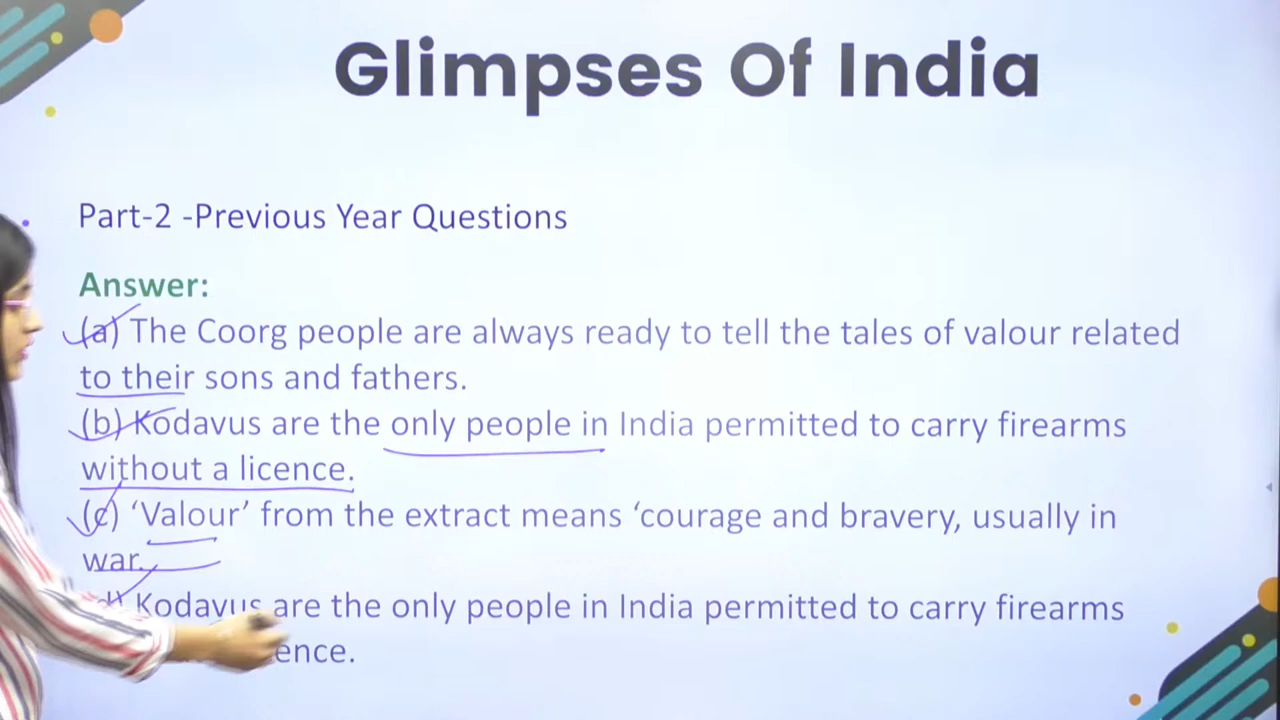 Glimpses Of India
Part-2 -Previous Year Questions
Answer:
(a) The Coorg people are always ready to tell the tales of valour related
to their sons and fathers.
(b) Kodavus are the only people in India permitted to carry firearms
without a licence.
(c) ‘Valour’ from the extract means ‘courage and bravery, usually in
war.
(d) Kodavus are the only people in India permitted to carry firearms